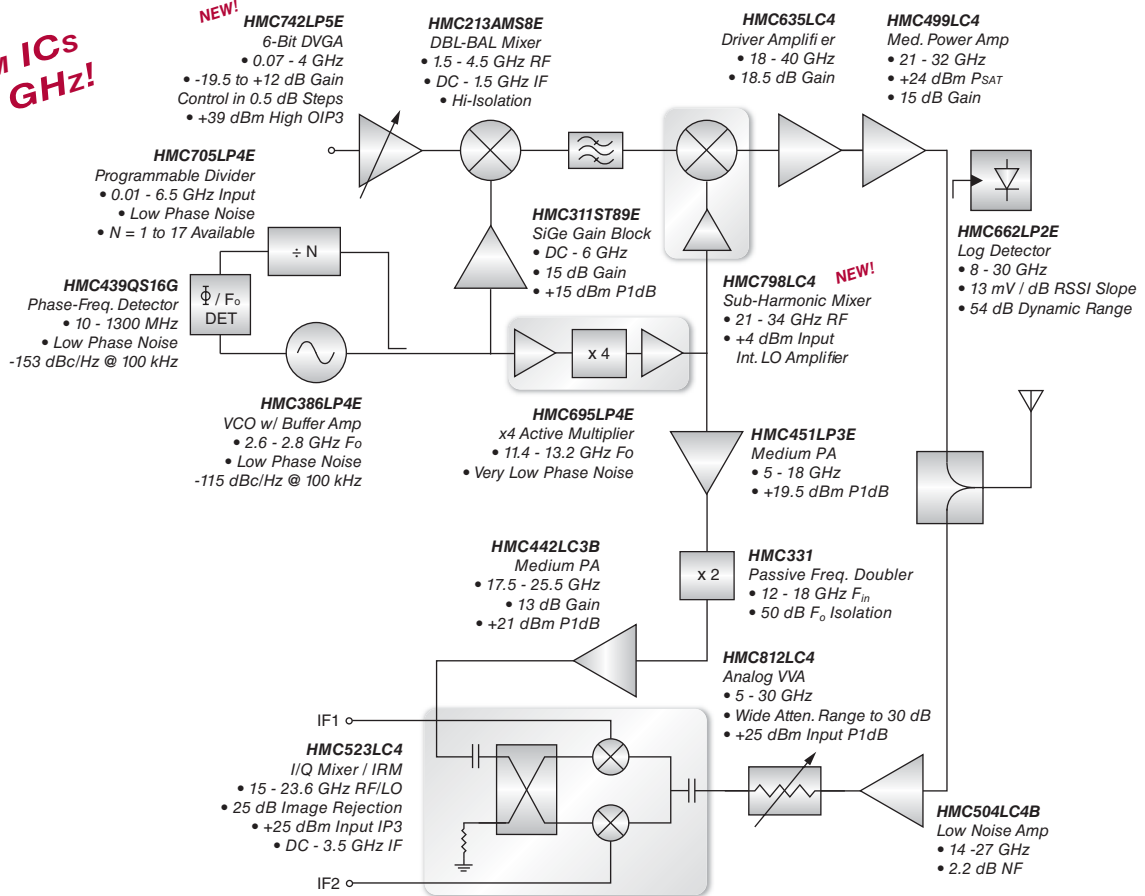 M ICs
GHz!
NEW!
HMC742LP5E
6-Bit DVGA
• 0.07 - 4 GHz
• -19.5 to +12 dB Gain
Control in 0.5 dB Steps
• +39 dBm High OIP3
HMC213AMS8E
DBL-BAL Mixer
• 1.5 - 4.5 GHz RF
• DC - 1.5 GHz IF
• Hi-Isolation
HMC635LC4
Driver Amplifier
• 18 - 40 GHz
• 18.5 dB Gain
HMC499LC4
Med. Power Amp
• 21 - 32 GHz
• +24 dBm PSAT
• 15 dB Gain
HMC705LP4E
Programmable Divider
• 0.01 - 6.5 GHz Input
• Low Phase Noise
• N = 1 to 17 Available
÷ N
HMC311ST89E
SiGe Gain Block
• DC - 6 GHz
• 15 dB Gain
• +15 dBm P1dB
HMC662LP2E
Log Detector
• 8 - 30 GHz
• 13 mV / dB RSSI Slope
• 54 dB Dynamic Range
HMC439QS16G
Phase-Freq. Detector
• 10 - 1300 MHz
• Low Phase Noise
-153 dBc/Hz @ 100 kHz
Φ / Fo
DET
HMC798LC4
NEW!
Sub-Harmonic Mixer
• 21 - 34 GHz RF
• +4 dBm Input
Int. LO Amplifier
x 4
HMC386LP4E
VCO w/ Buffer Amp
• 2.6 - 2.8 GHz Fo
• Low Phase Noise
-115 dBc/Hz @ 100 kHz
HMC695LP4E
x4 Active Multiplier
• 11.4 - 13.2 GHz Fo
• Very Low Phase Noise
HMC451LP3E
Medium PA
• 5 - 18 GHz
• +19.5 dBm P1dB
HMC442LC3B
Medium PA
• 17.5 - 25.5 GHz
• 13 dB Gain
• +21 dBm P1dB
x 2
HMC331
Passive Freq. Doubler
• 12 - 18 GHz Fin
• 50 dB Fo Isolation
HMC812LC4
Analog VVA
• 5 - 30 GHz
• Wide Atten. Range to 30 dB
• +25 dBm Input P1dB
IF1
HMC523LC4
I/Q Mixer / IRM
• 15 - 23.6 GHz RF/LO
• 25 dB Image Rejection
• +25 dBm Input IP3
• DC - 3.5 GHz IF
IF2
HMC504LC4B
Low Noise Amp
• 14 -27 GHz
• 2.2 dB NF